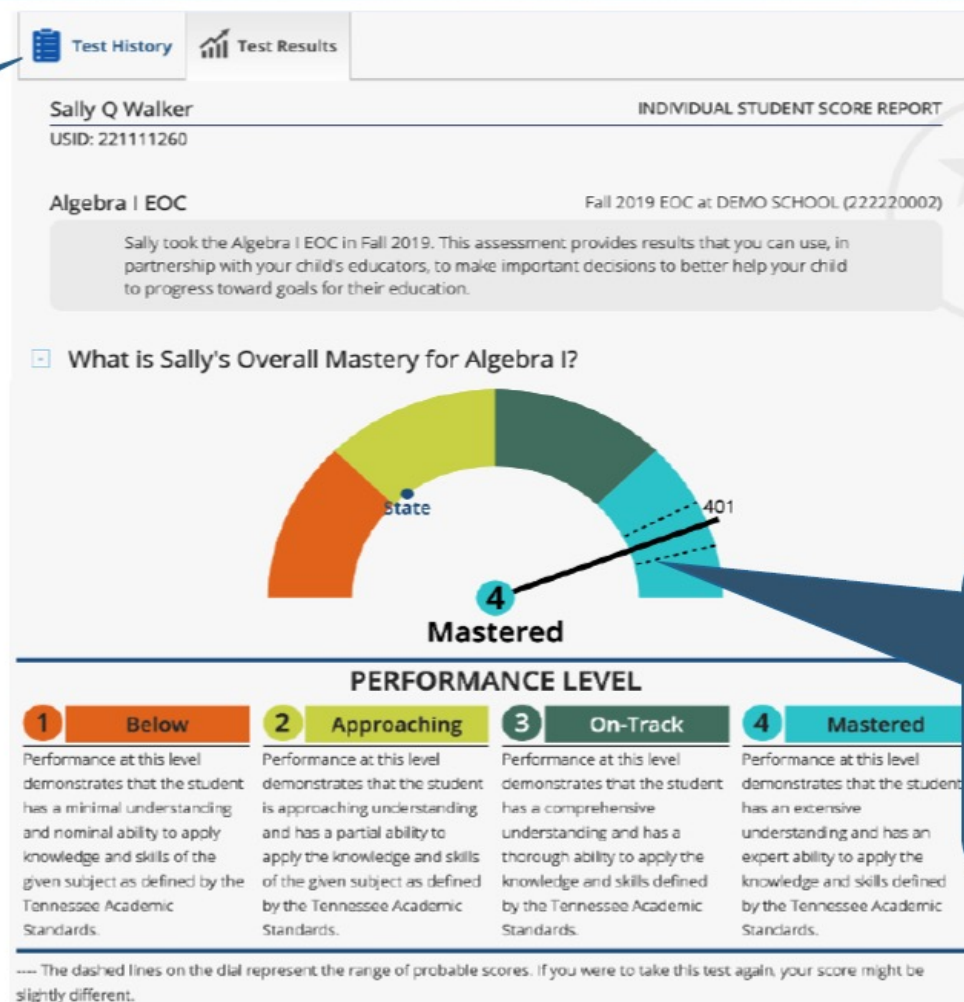 Test History
Test Results
Sally Q Walker
INDIVIDUAL STUDENT SCORE REPORT
USID: 221111260
Algebra I EOC
Fall 2019 EOC at DEMO SCHOOL (222220002)
Sally took the Algebra I EOC in Fall 2019. This assessment provides results that you can use, in
partnership with your child's educators, to make important decisions to better help your child
to progress toward goals for their education.
What is Sally's Overall Mastery for Algebra I?
State
401
4
Mastered
PERFORMANCE LEVEL
1 Below
Performance at this level
demonstrates that the student
has a minimal understanding
and nominal ability to apply
knowledge and skills of the
given subject as defined by the
Tennessee Academic
Standards.
2 Approaching
Performance at this level
demonstrates that the student
is approaching understanding
and has a partial ability to
apply the knowledge and skills
of the given subject as defined
by the Tennessee Academic
Standards.
3 On-Track
Performance at this level
demonstrates that the student
has a comprehensive
understanding and has a
thorough ability to apply the
knowledge and skills defined
by the Tennessee Academic
Standards.
4 Mastered
Performance at this level
demonstrates that the student
has an extensive
understanding and has an
expert ability to apply the
knowledge and skills defined
by the Tennessee Academic
Standards.
---- The dashed lines on the dial represent the range of probable scores. If you were to take this test again, your score might be
slightly different.